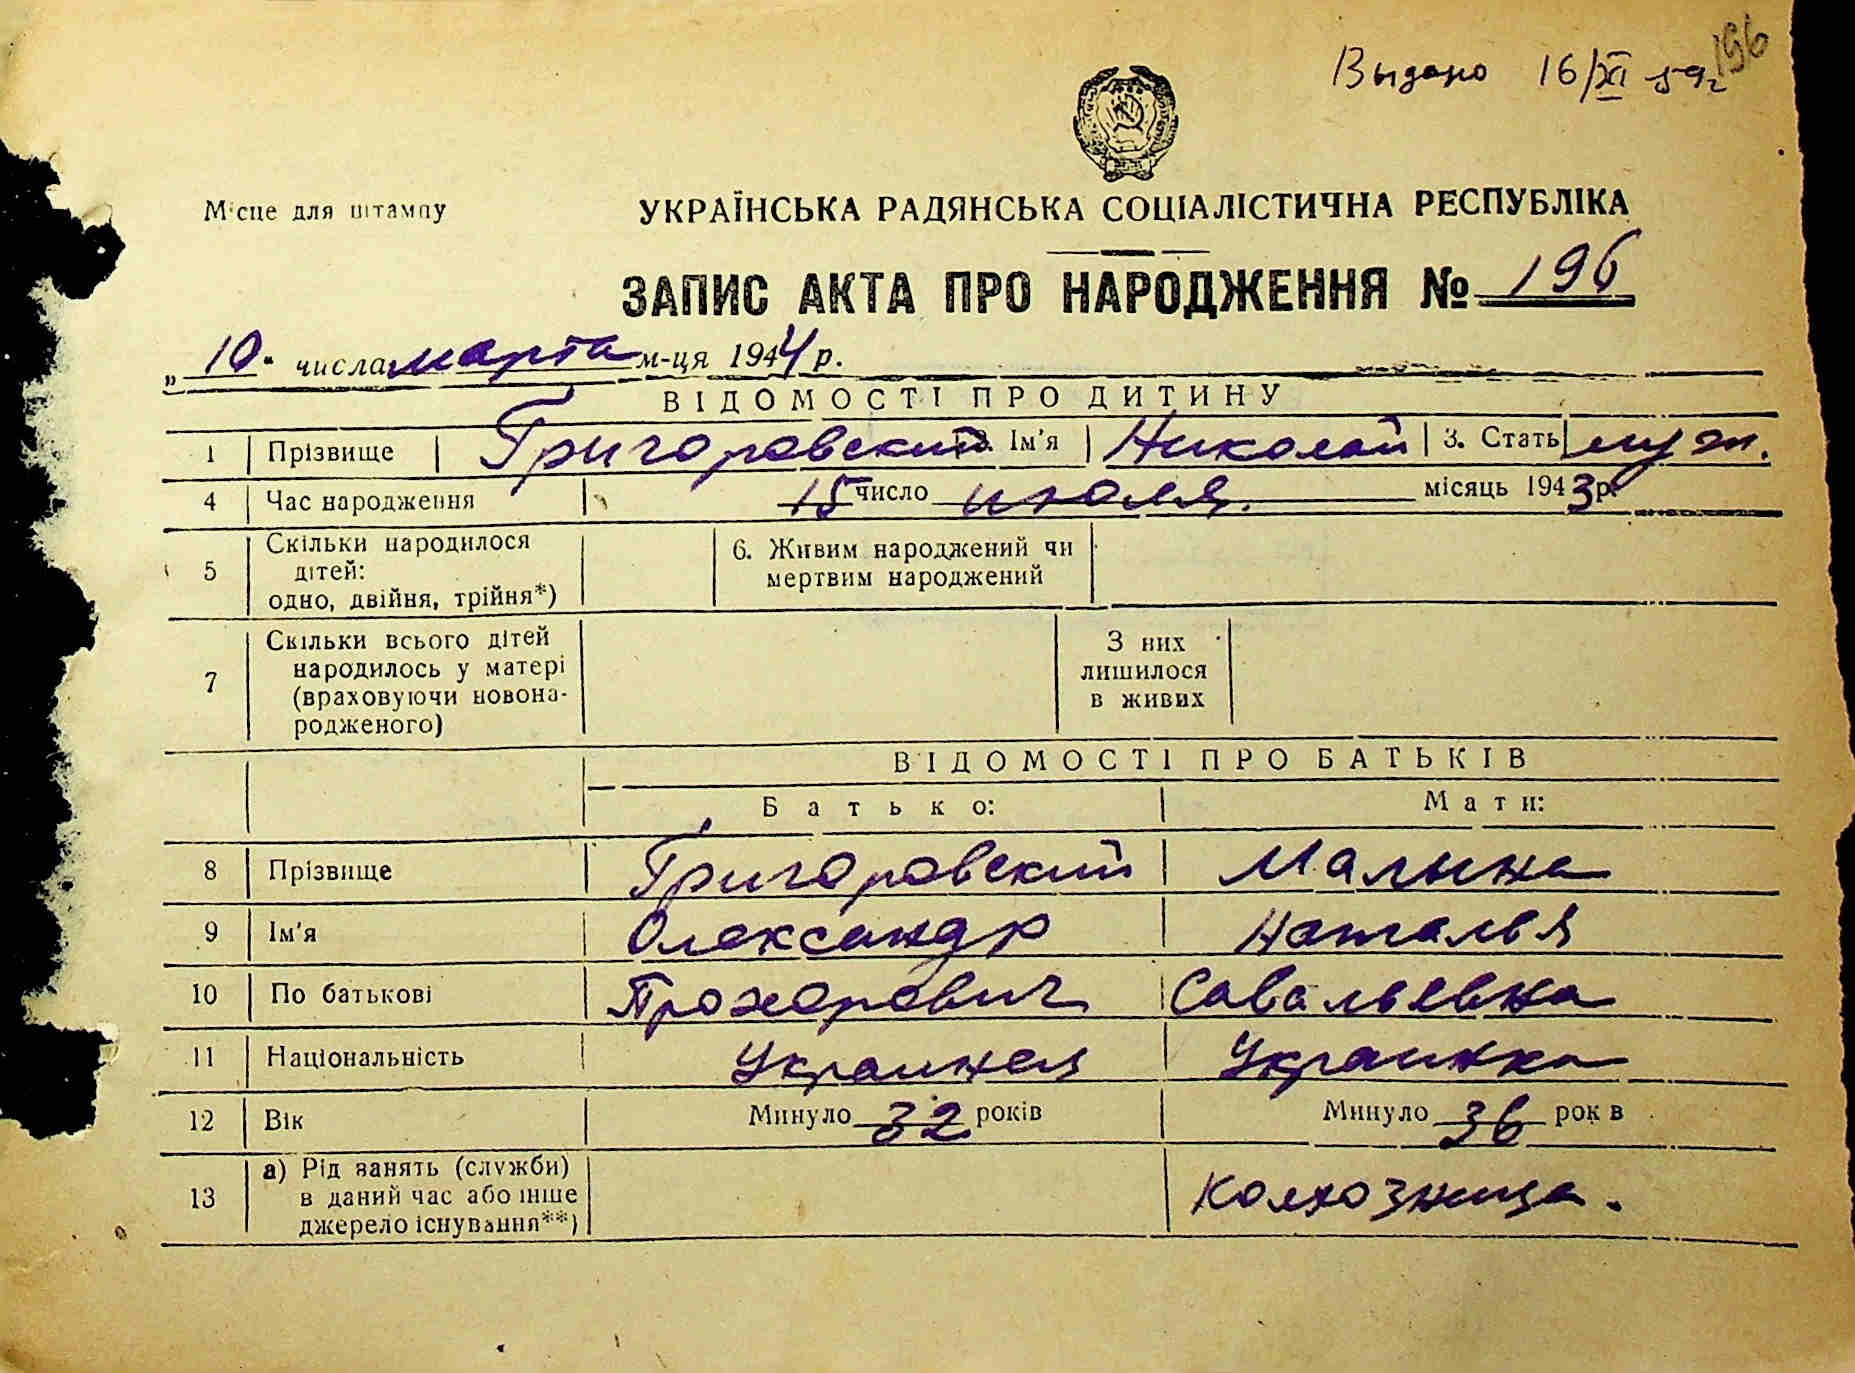 Выдано 16/XI 59г
196
Місце для штампу
УКРАЇНСЬКА РАДЯНСЬКА СОЦІАЛІСТИЧНА РЕСПУБЛІКА
ЗАПИС АКТА ПРО НАРОДЖЕННЯ № 196
„10" числа марта м-ця 1944 р.
ВІДОМОСТІ ПРО ДИТИНУ
1 Прізвище Григоровский 2. Ім'я Николай 3. Стать муж.
4 Час народження 15 число июля. місяць 1943 р.
5 Скільки народилося
дітей:
одно, двійня, трійня*)
6. Живим народжений чи
мертвим народжений
7 Скільки всього дітей
народилось у матері
(враховуючи новона-
родженого)
З них
лишилося
в живих
ВІДОМОСТІ ПРО БАТЬКІВ
Батько: Мати:
8 Прізвище Григоровский Малына
9 Ім'я Олександр Наталья
10 По батькові Прохорович Савельевна
11 Національність Украинец Украинка
12 Вік Минуло 32 років Минуло 36 рок в
13 а) Рід занять (служби)
в даний час або інше
джерело існування**)
Колхозница.